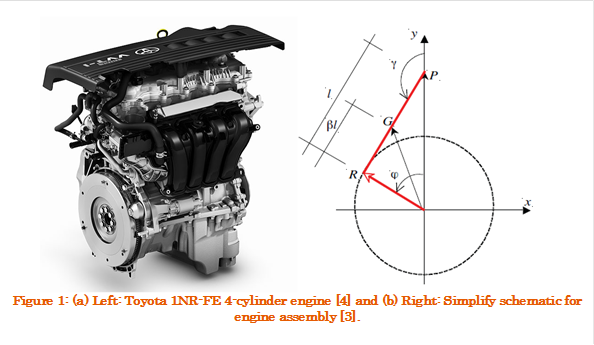 VVT-i
y
γ
P
l
G
βl
R
φ
x
Figure 1: (a) Left: Toyota 1NR-FE 4-cylinder engine [4] and (b) Right: Simplify schematic for
engine assembly [3].